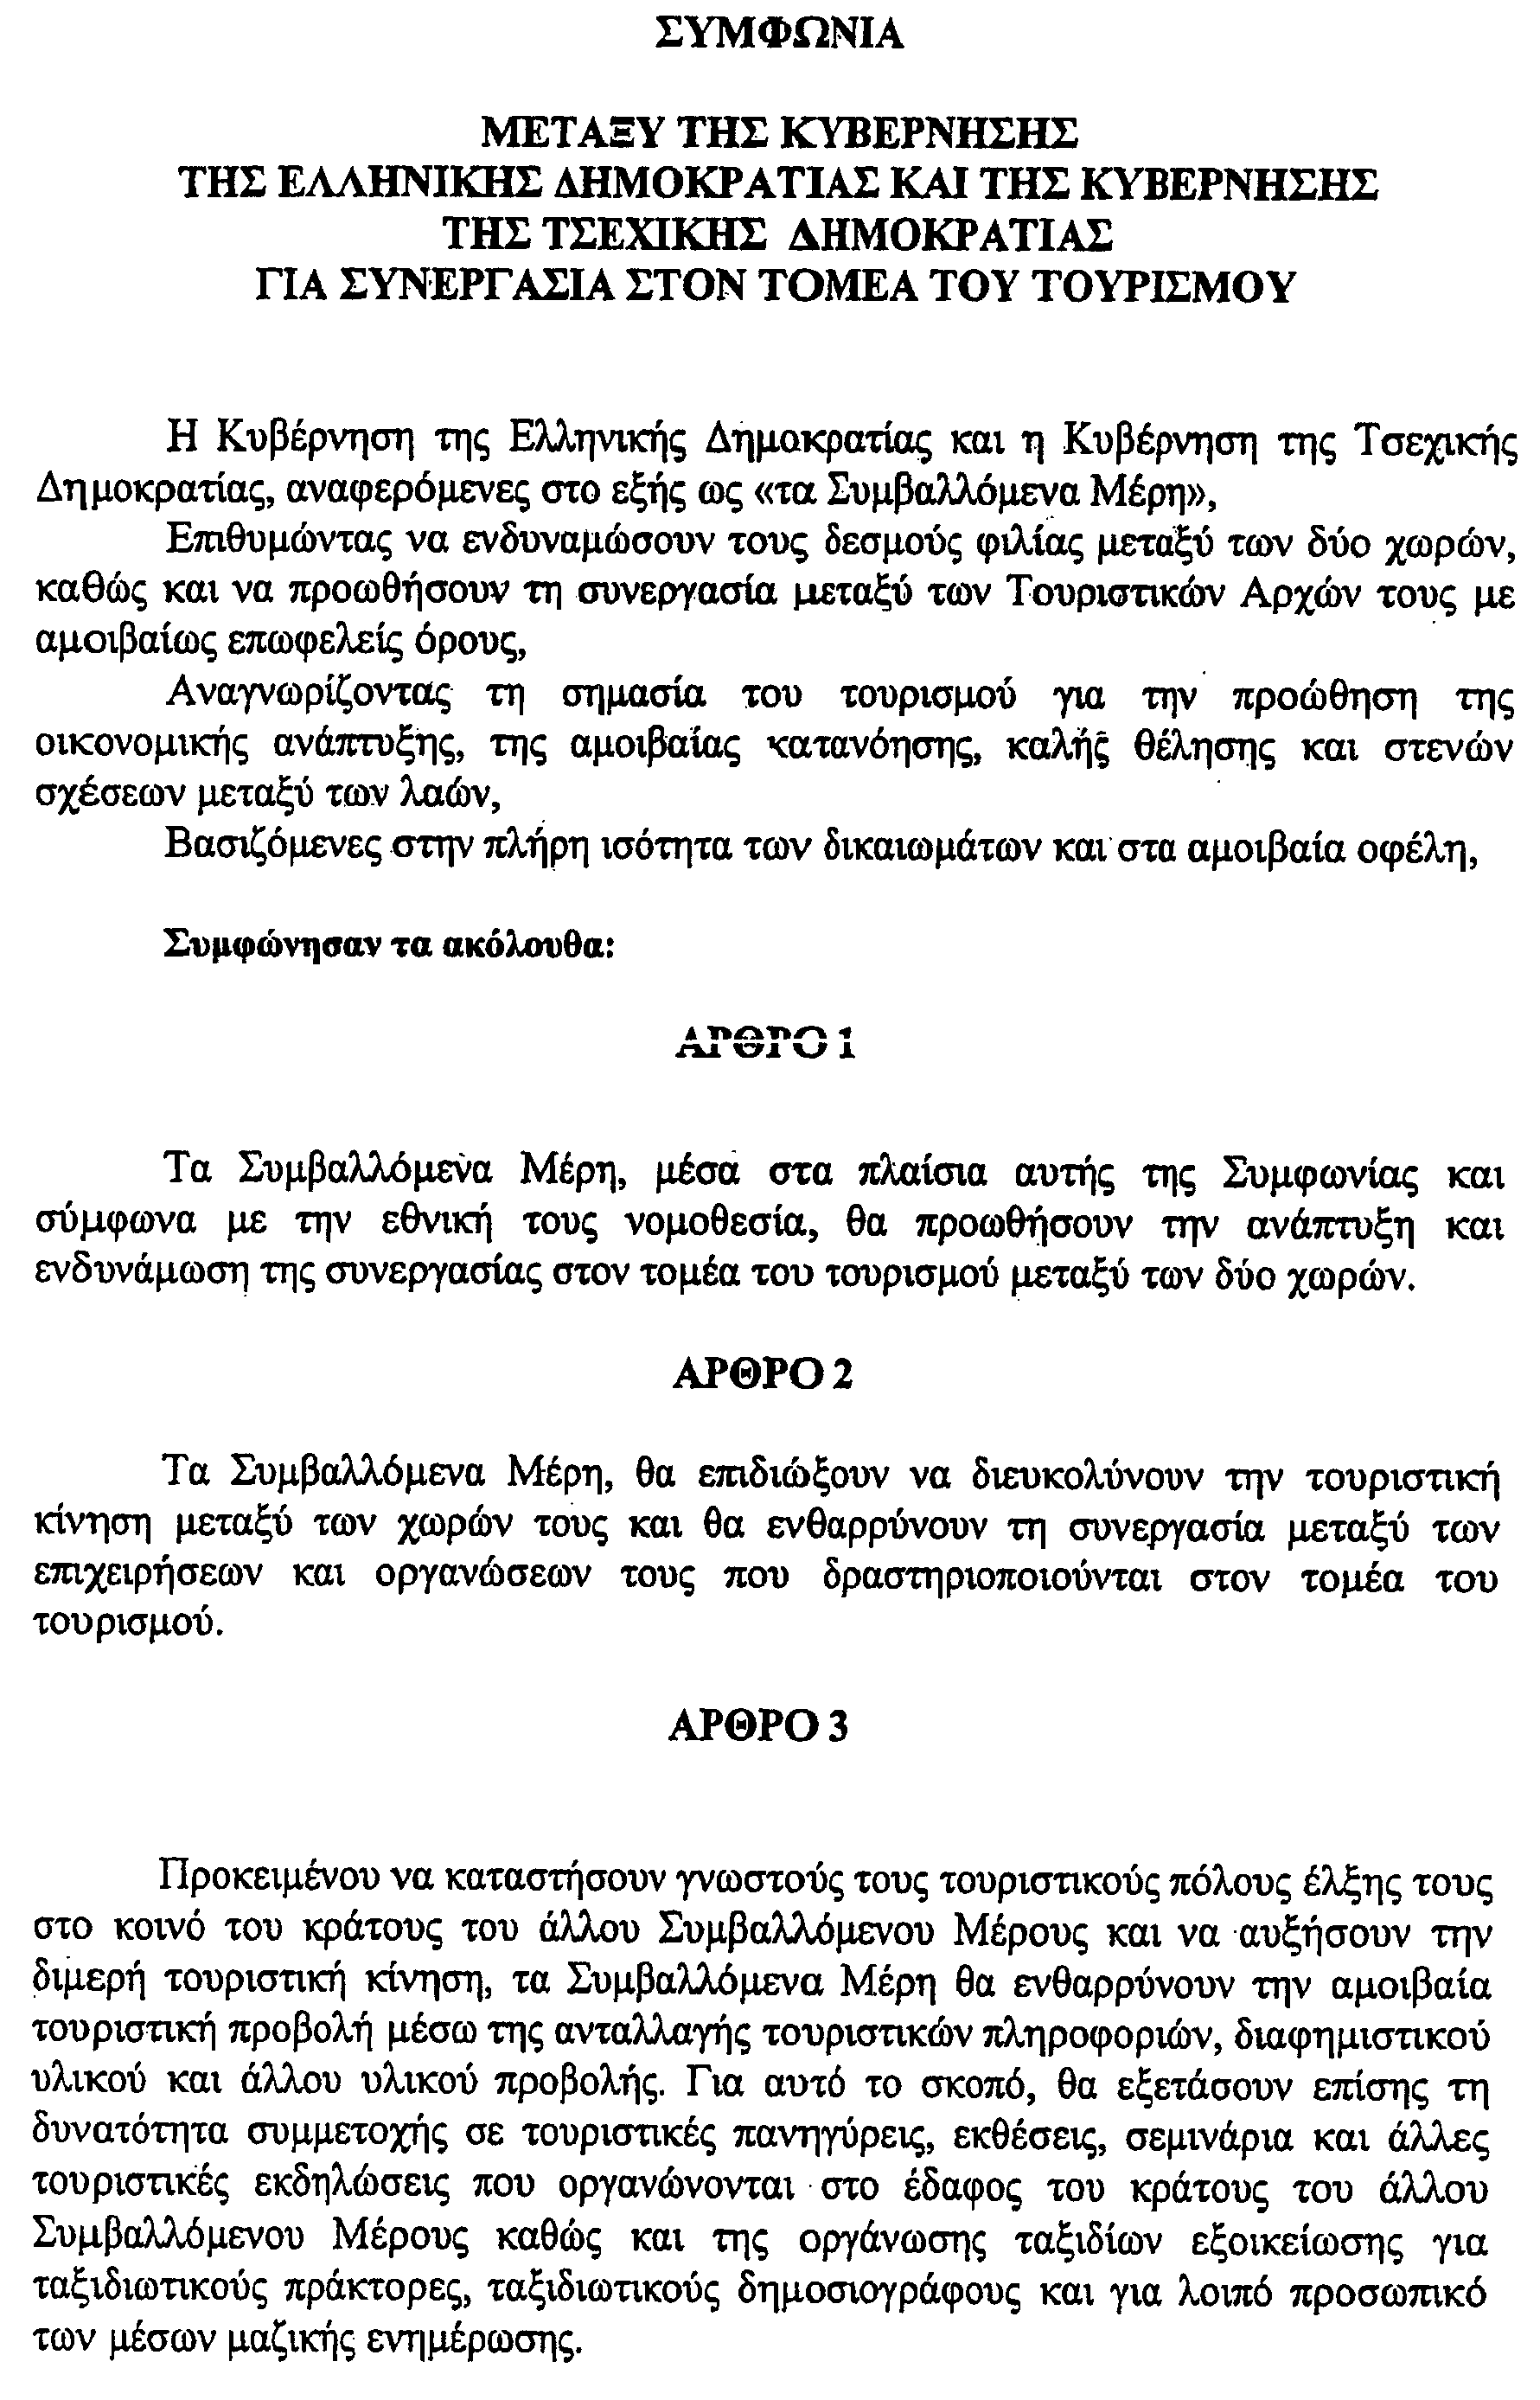 ΣΥΜΦΩΝΙΑ
ΜΕΤΑΞΥ ΤΗΣ ΚΥΒΕΡΝΗΣΗΣ
ΤΗΣ ΕΛΛΗΝΙΚΗΣ ΔΗΜΟΚΡΑΤΙΑΣ ΚΑΙ ΤΗΣ ΚΥΒΕΡΝΗΣΗΣ
ΤΗΣ ΤΣΕΧΙΚΗΣ ΔΗΜΟΚΡΑΤΙΑΣ
ΓΙΑ ΣΥΝΕΡΓΑΣΙΑ ΣΤΟΝ ΤΟΜΕΑ ΤΟΥ ΤΟΥΡΙΣΜΟΥ
Η Κυβέρνηση της Ελληνικής Δημοκρατίας και η Κυβέρνηση της Τσεχικής
Δημοκρατίας, αναφερόμενες στο εξής ως «τα Συμβαλλόμενα Μέρη»,
Επιθυμώντας να ενδυναμώσουν τους δεσμούς φιλίας μεταξύ των δύο χωρών,
καθώς και να προωθήσουν τη συνεργασία μεταξύ των Τουριστικών Αρχών τους με
αμοιβαίως επωφελείς όρους,
Αναγνωρίζοντας τη σημασία του τουρισμού για την προώθηση της
οικονομικής ανάπτυξης, της αμοιβαίας κατανόησης, καλής θέλησης και στενών
σχέσεων μεταξύ των λαών,
Βασιζόμενες στην πλήρη ισότητα των δικαιωμάτων και στα αμοιβαία οφέλη,
Συμφώνησαν τα ακόλουθα:
ΑΡΘΡΟ 1
Τα Συμβαλλόμενα Μέρη, μέσα στα πλαίσια αυτής της Συμφωνίας και
σύμφωνα με την εθνική τους νομοθεσία, θα προωθήσουν την ανάπτυξη και
ενδυνάμωση της συνεργασίας στον τομέα του τουρισμού μεταξύ των δύο χωρών.
ΑΡΘΡΟ 2
Τα Συμβαλλόμενα Μέρη, θα επιδιώξουν να διευκολύνουν την τουριστική
κίνηση μεταξύ των χωρών τους και θα ενθαρρύνουν τη συνεργασία μεταξύ των
επιχειρήσεων και οργανώσεων τους που δραστηριοποιούνται στον τομέα του
τουρισμού.
ΑΡΘΡΟ 3
Προκειμένου να καταστήσουν γνωστούς τους τουριστικούς πόλους έλξης τους
στο κοινό του κράτους του άλλου Συμβαλλόμενου Μέρους και να αυξήσουν την
διμερή τουριστική κίνηση, τα Συμβαλλόμενα Μέρη θα ενθαρρύνουν την αμοιβαία
τουριστική προβολή μέσω της ανταλλαγής τουριστικών πληροφοριών, διαφημιστικού
υλικού και άλλου υλικού προβολής. Για αυτό το σκοπό, θα εξετάσουν επίσης τη
δυνατότητα συμμετοχής σε τουριστικές πανηγύρεις, εκθέσεις, σεμινάρια και άλλες
τουριστικές εκδηλώσεις που οργανώνονται στο έδαφος του κράτους του άλλου
Συμβαλλόμενου Μέρους καθώς και της οργάνωσης ταξιδίων εξοικείωσης για
ταξιδιωτικούς πράκτορες, ταξιδιωτικούς δημοσιογράφους και για λοιπό προσωπικό
των μέσων μαζικής ενημέρωσης.